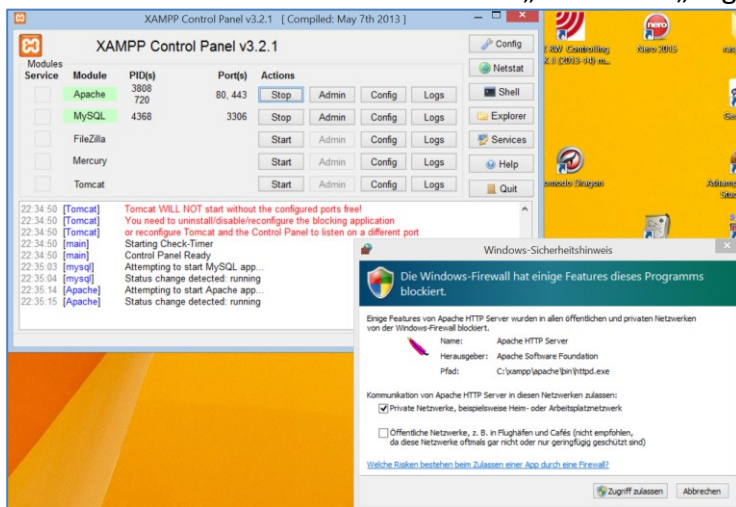 XAMPP Control Panel v3.2.1 [ Compiled: May 7th 2013 ]
XAMPP Control Panel v3.2.1
Config
Modules
Service Module PID(s) Port(s) Actions
Netstat
Apache 3808 720 80, 443 Stop Admin Config Logs
Shell
MySQL 4368 3306 Stop Admin Config Logs
Explorer
FileZilla Start Admin Config Logs
Services
Mercury Start Admin Config Logs
Help
Tomcat Start Admin Config Logs
Quit
22:34:50 [Tomcat] Tomcat WILL NOT start without the configured ports free!
22:34:50 [Tomcat] You need to uninstall/disable/reconfigure the blocking application
22:34:50 [Tomcat] or reconfigure Tomcat and the Control Panel to listen on a different port
22:34:50 [main] Starting Check-Timer
22:34:50 [main] Control Panel Ready
22:35:03 [mysql] Attempting to start MySQL app...
22:35:04 [mysql] Status change detected: running
22:35:14 [Apache] Attempting to start Apache app...
22:35:15 [Apache] Status change detected: running
nero
Nero 2015
Windows-Sicherheitshinweis
Die Windows-Firewall hat einige Features dieses Programms
blockiert.
Einige Features von Apache HTTP Server wurden in allen öffentlichen und privaten Netzwerken
von der Windows-Firewall blockiert.
Name: Apache HTTP Server
Herausgeber: Apache Software Foundation
Pfad: C:\xampp\apache\bin\httpd.exe
Kommunikation von Apache HTTP Server in diesen Netzwerken zulassen:
Private Netzwerke, beispielsweise Heim- oder Arbeitsplatznetzwerk
Öffentliche Netzwerke, z. B. in Flughäfen und Cafés (nicht empfohlen,
da diese Netzwerke oftmals gar nicht oder nur geringfügig geschützt sind)
Welche Risiken bestehen beim Zulassen einer App durch eine Firewall?
Zugriff zulassen Abbrechen